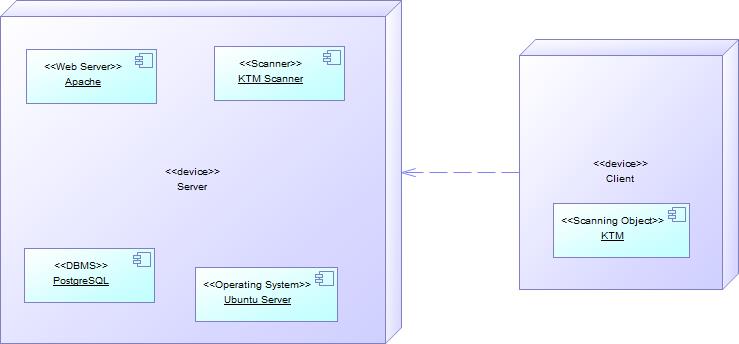 <<Web Server>>
Apache
<<Scanner>>
KTM Scanner
<<device>>
Server
<<DBMS>>
PostgreSQL
<<Operating System>>
Ubuntu Server
<<device>>
Client
<<Scanning Object>>
KTM